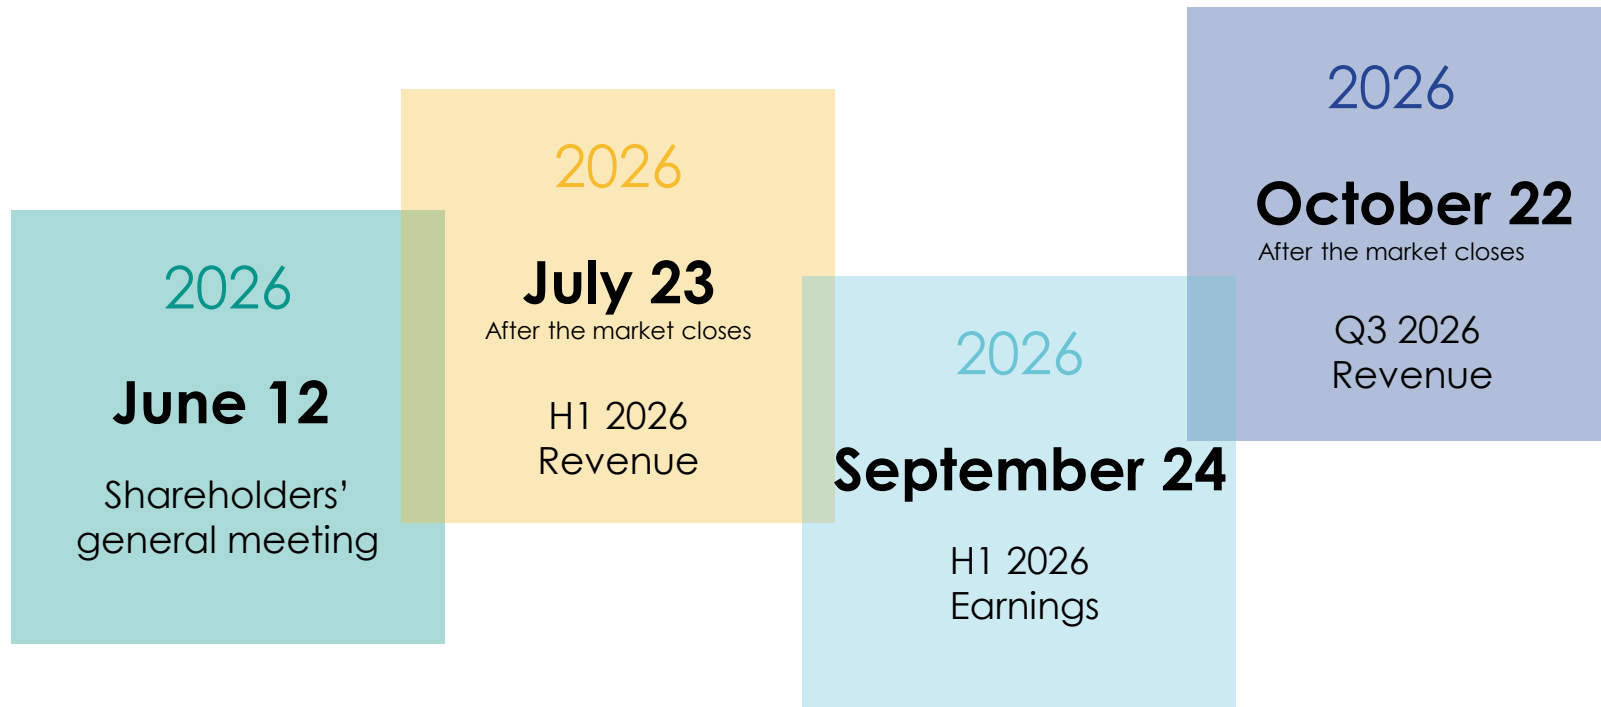 2026
June 12
Shareholders’
general meeting
2026
July 23
After the market closes
H1 2026
Revenue
2026
September 24
H1 2026
Earnings
2026
October 22
After the market closes
Q3 2026
Revenue